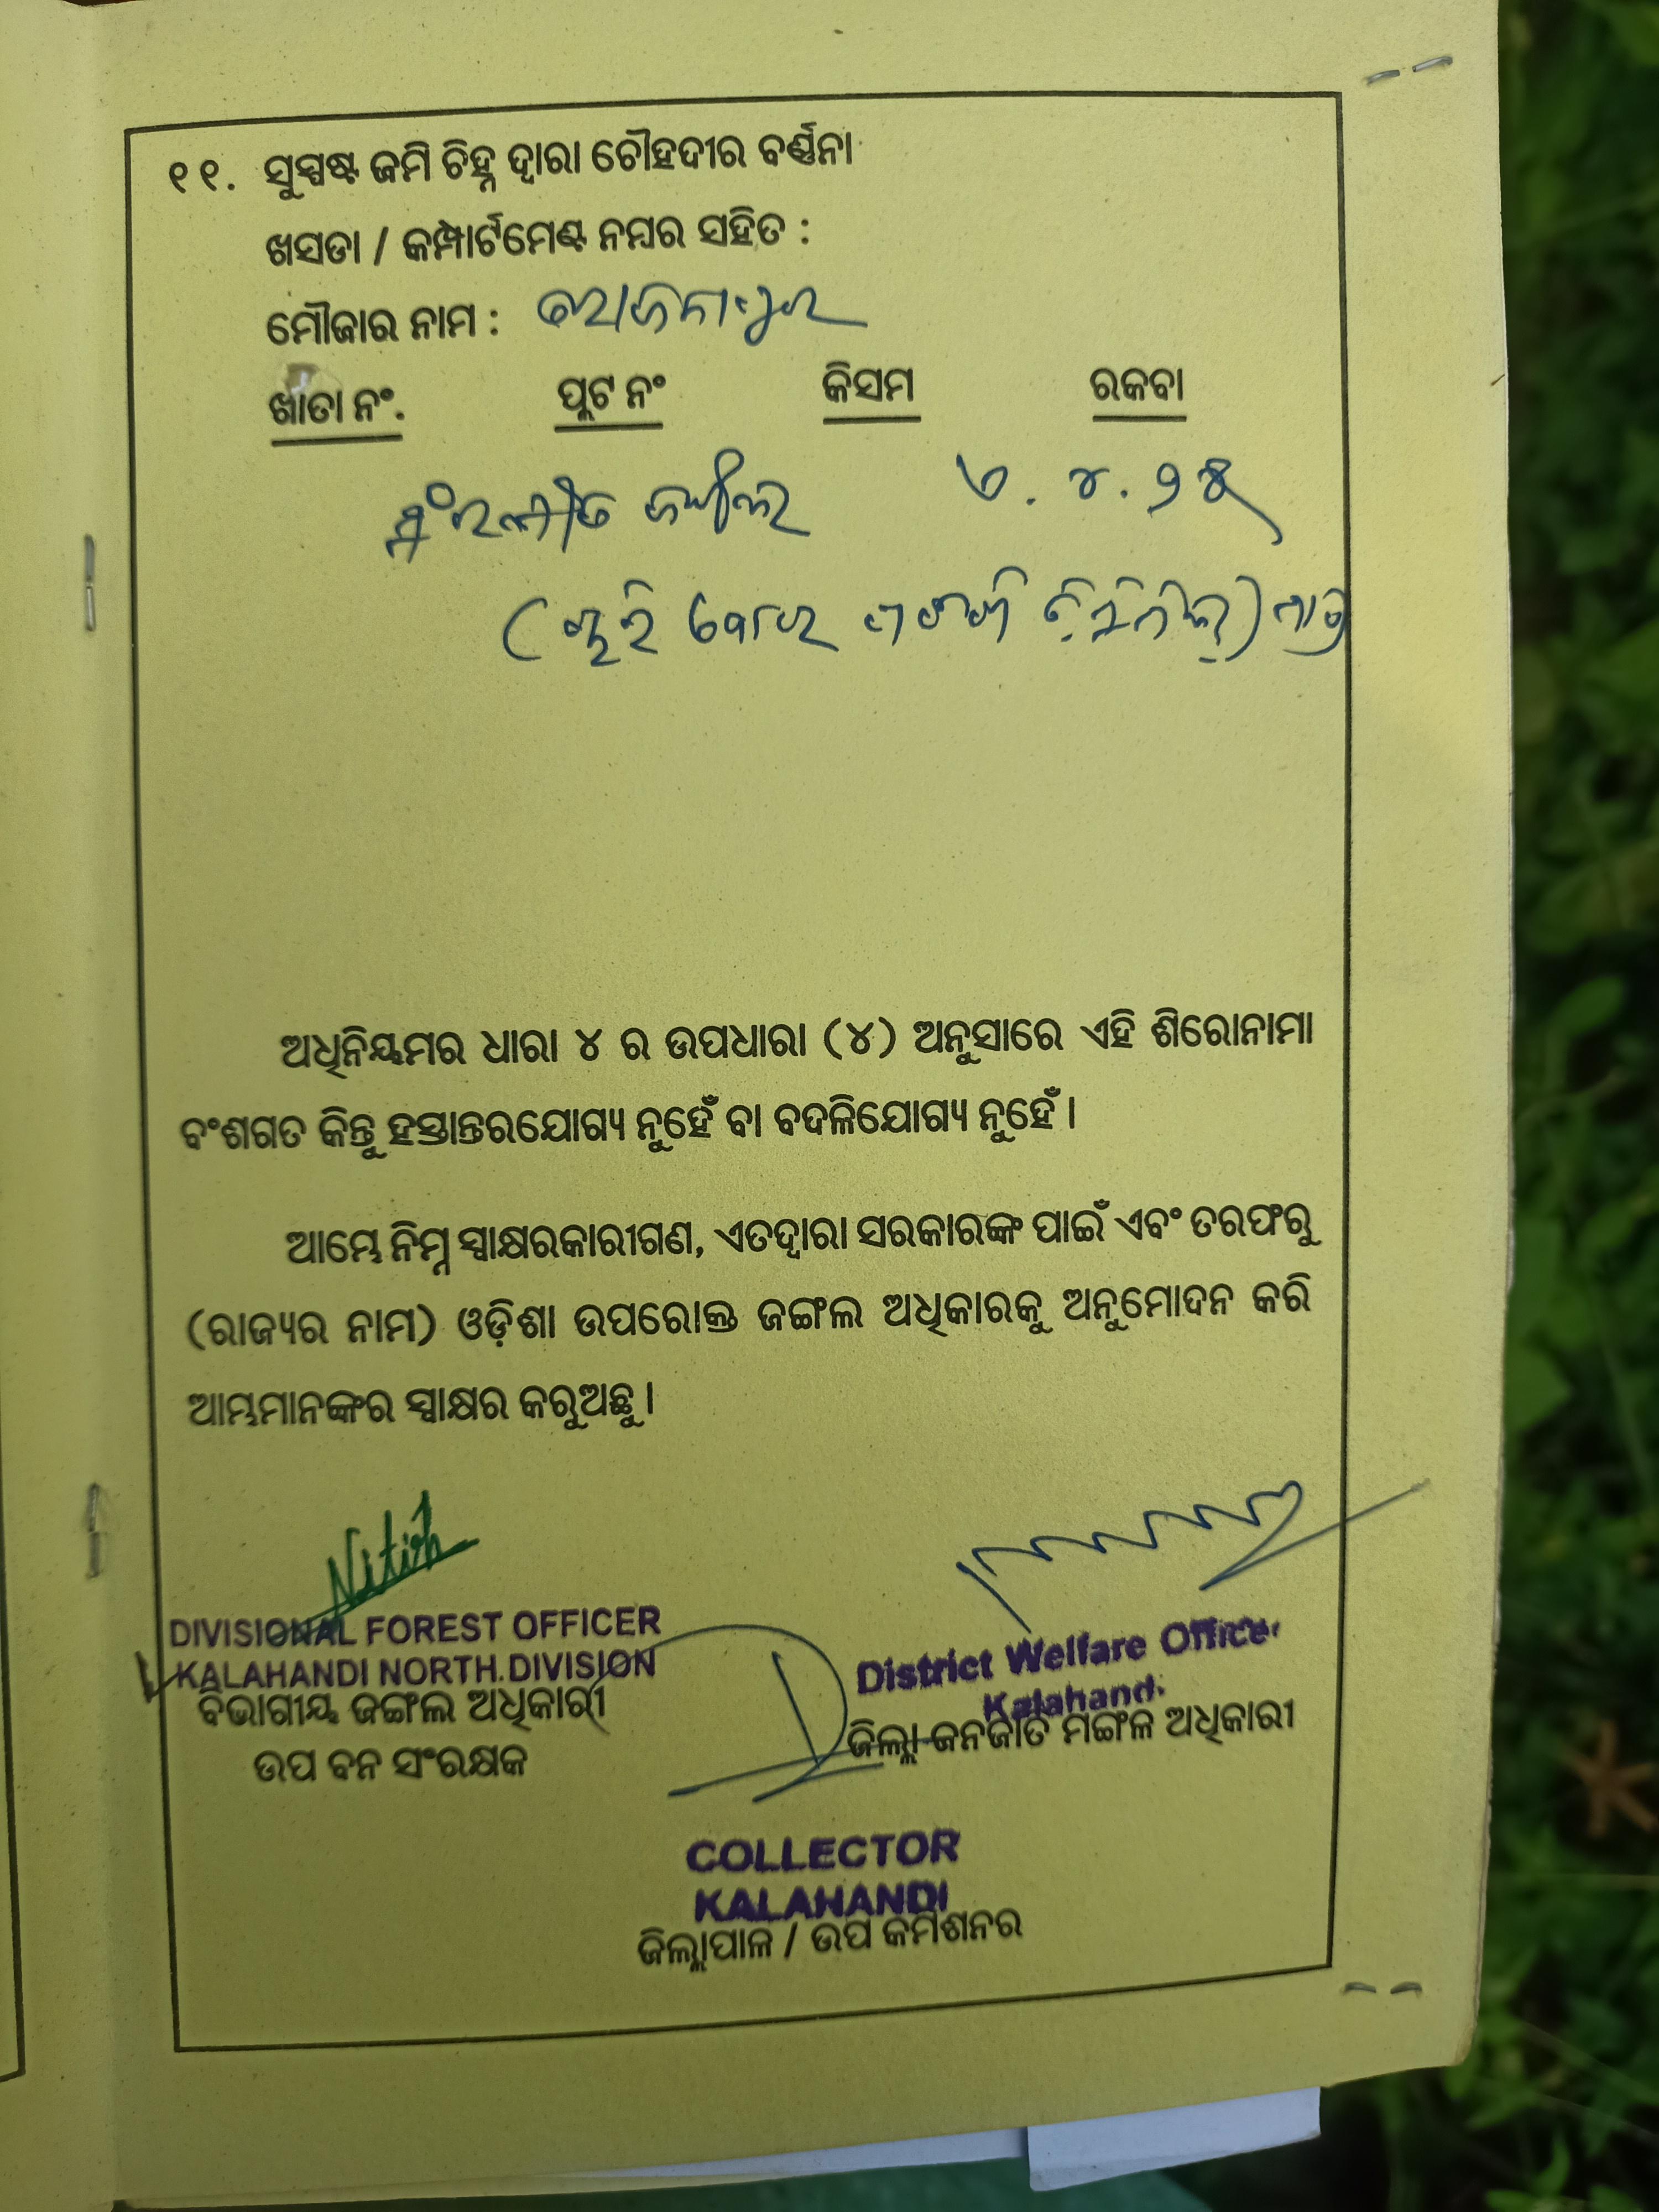 ୧୧. ସୁସ୍ପଷ୍ଟ ଜମି ଚିହ୍ନ ଦ୍ୱାରା ଚୌହଦୀର ବର୍ଣ୍ଣନା
ଖସଡା / କମ୍ପାର୍ଟମେଣ୍ଟ ନମ୍ବର ସହିତ :
ମୌଜାର ନାମ :
ଖାତା ନଂ. ପ୍ଲଟ ନଂ କିସମ ରକବା
ସଂରକ୍ଷିତ ଜଙ୍ଗଲ
ଅଧିନିୟମର ଧାରା ୪ ର ଉପଧାରା (୪) ଅନୁସାରେ ଏହି ଶିରୋନାମା
ବଂଶଗତ କିନ୍ତୁ ହସ୍ତାନ୍ତରଯୋଗ୍ୟ ନୁହେଁ ବା ବଦଳିଯୋଗ୍ୟ ନୁହେଁ ।
ଆମ୍ଭେ ନିମ୍ନ ସ୍ୱାକ୍ଷରକାରୀଗଣ, ଏତଦ୍ୱାରା ସରକାରଙ୍କ ପାଇଁ ଏବଂ ତରଫରୁ
(ରାଜ୍ୟର ନାମ) ଓଡ଼ିଶା ଉପରୋକ୍ତ ଜଙ୍ଗଲ ଅଧିକାରକୁ ଅନୁମୋଦନ କରି
ଆମ୍ଭମାନଙ୍କର ସ୍ୱାକ୍ଷର କରୁଅଛୁ ।
Nitish
DIVISIONAL FOREST OFFICER
KALAHANDI NORTH DIVISION
ବିଭାଗୀୟ ଜଙ୍ଗଲ ଅଧିକାରୀ
ଉପ ବନ ସଂରକ୍ଷକ
District Welfare Officer
Kalahandi
ଜିଲ୍ଲା ଜନଜାତି ମଙ୍ଗଳ ଅଧିକାରୀ
COLLECTOR
KALAHANDI
ଜିଲ୍ଲାପାଳ / ଉପ କମିଶନର